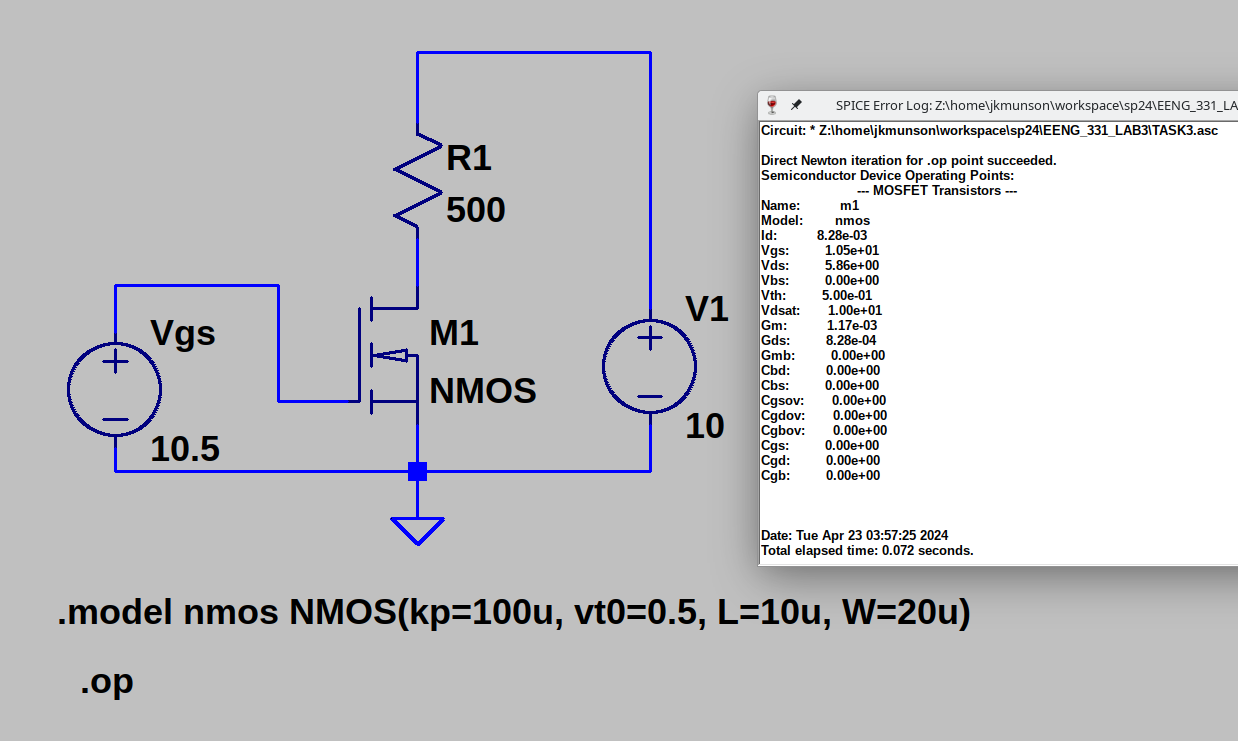 R1
500
Vgs
10.5
M1
NMOS
V1
10
SPICE Error Log: Z:\home\jkmunson\workspace\sp24\EENG_331_LA
Circuit: * Z:\home\jkmunson\workspace\sp24\EENG_331_LAB3\TASK3.asc
Direct Newton iteration for .op point succeeded.
Semiconductor Device Operating Points:
--- MOSFET Transistors ---
Name: m1
Model: nmos
Id: 8.28e-03
Vgs: 1.05e+01
Vds: 5.86e+00
Vbs: 0.00e+00
Vth: 5.00e-01
Vdsat: 1.00e+01
Gm: 1.17e-03
Gds: 8.28e-04
Gmb: 0.00e+00
Cbd: 0.00e+00
Cbs: 0.00e+00
Cgsov: 0.00e+00
Cgdov: 0.00e+00
Cgbov: 0.00e+00
Cgs: 0.00e+00
Cgd: 0.00e+00
Cgb: 0.00e+00
Date: Tue Apr 23 03:57:25 2024
Total elapsed time: 0.072 seconds.
.model nmos NMOS(kp=100u, vt0=0.5, L=10u, W=20u)
.op